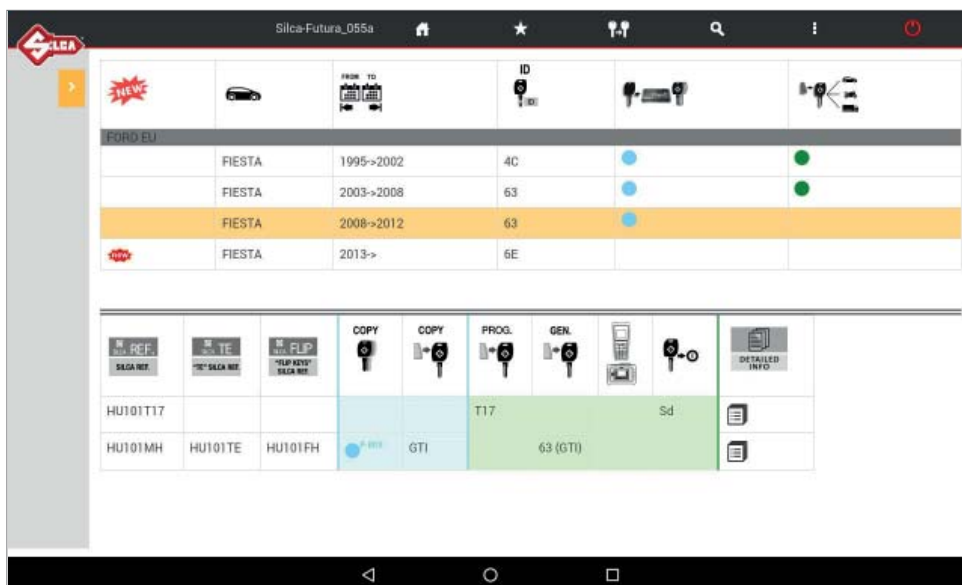 SILCA
Silca-Futura_055a
NEW
FROM TO
ID
FORD EU
FIESTA 1995->2002 4C
FIESTA 2003->2008 63
FIESTA 2008->2012 63
NEW FIESTA 2013-> 6E
REF. TE FLIP COPY COPY PROG. GEN.
SILCA REF. "TE" SILCA REF. "FLIP KEYS" SILCA REF. DETAILED INFO
HU101T17 T17 Sd
HU101MH HU101TE HU101FH GTI 63 (GTI)